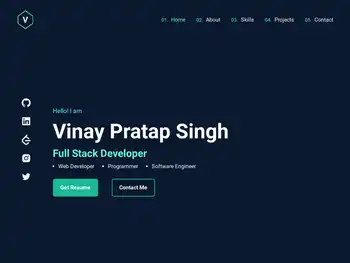 V
01. Home 02. About 03. Skills 04. Projects 05. Contact
Hello! I am
Vinay Pratap Singh
Full Stack Developer
• Web Developer • Programmer • Software Engineer
Get Resume Contact Me